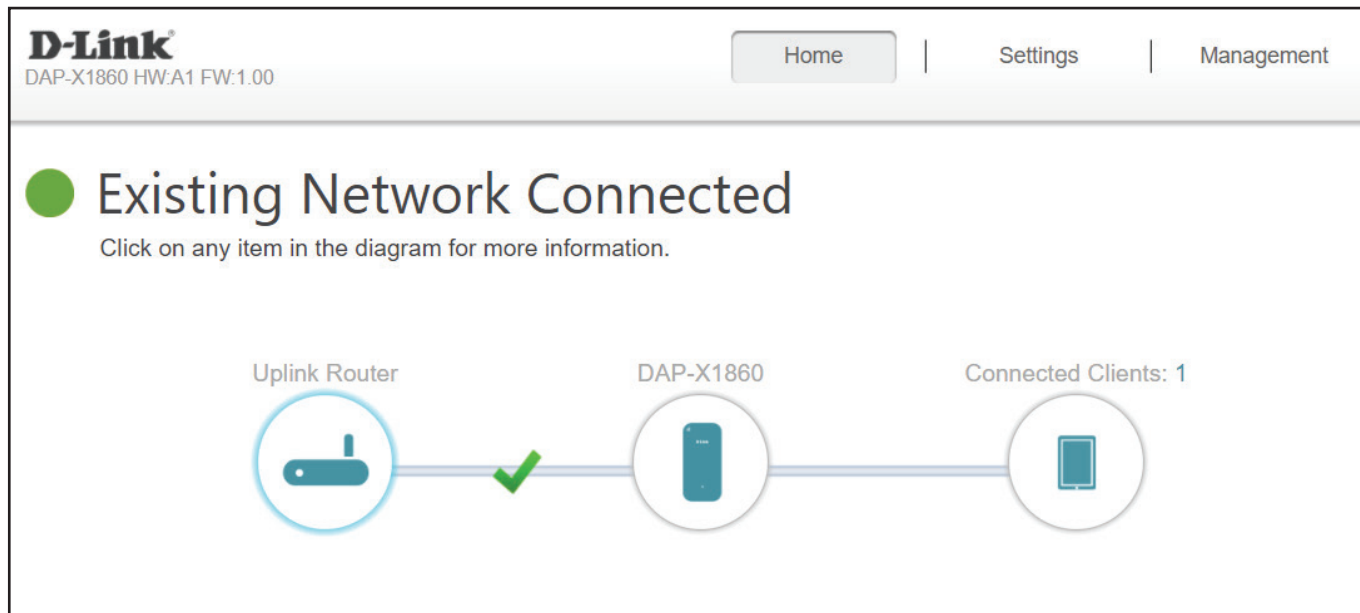 D-Link®
DAP-X1860 HW:A1 FW:1.00
Home
Settings
Management
Existing Network Connected
Click on any item in the diagram for more information.
Uplink Router
DAP-X1860
Connected Clients: 1